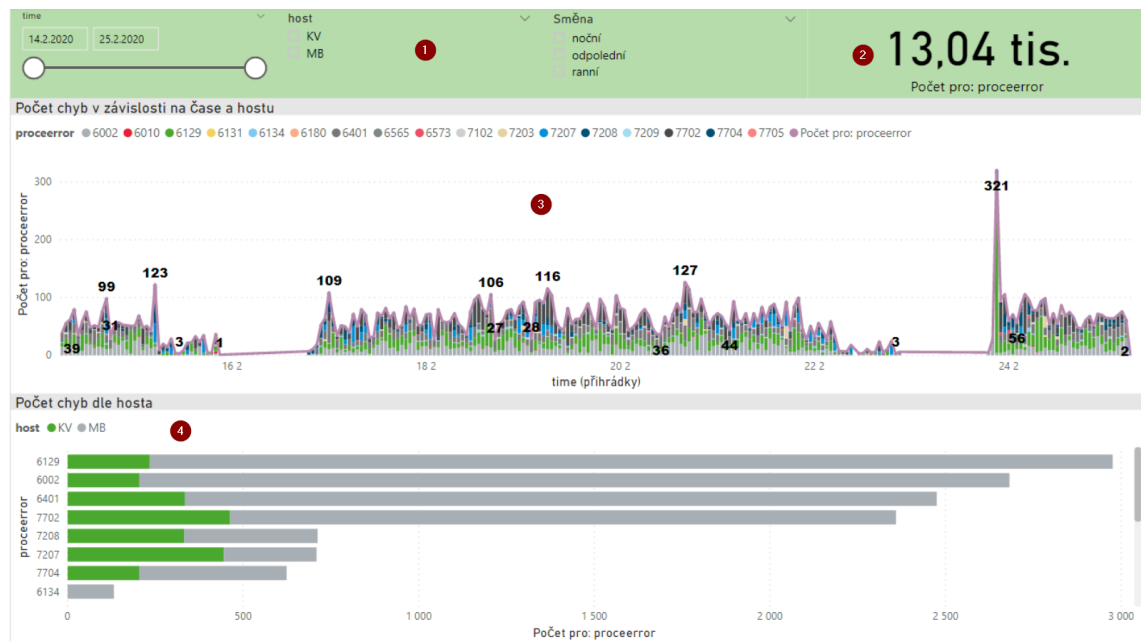 time
14.2.2020 25.2.2020
host
KV
MB
1
Směna
noční
odpolední
ranní
2
13,04 tis.
Počet pro: proceerror
Počet chyb v závislosti na čase a hostu
proceerror 6002 6010 6129 6131 6134 6180 6401 6565 6573 7102 7203 7207 7208 7209 7702 7704 7705 Počet pro: proceerror
Počet pro: proceerror
300
200
100
0
3
39
99
31
123
3
1
109
106
27
28
116
36
127
44
3
321
56
2
16 2
18 2
20 2
22 2
24 2
time (přihrádky)
Počet chyb dle hosta
host KV MB
4
proceerror
6129
6002
6401
7702
7208
7207
7704
6134
0
500
1 000
1 500
2 000
2 500
3 000
Počet pro: proceerror